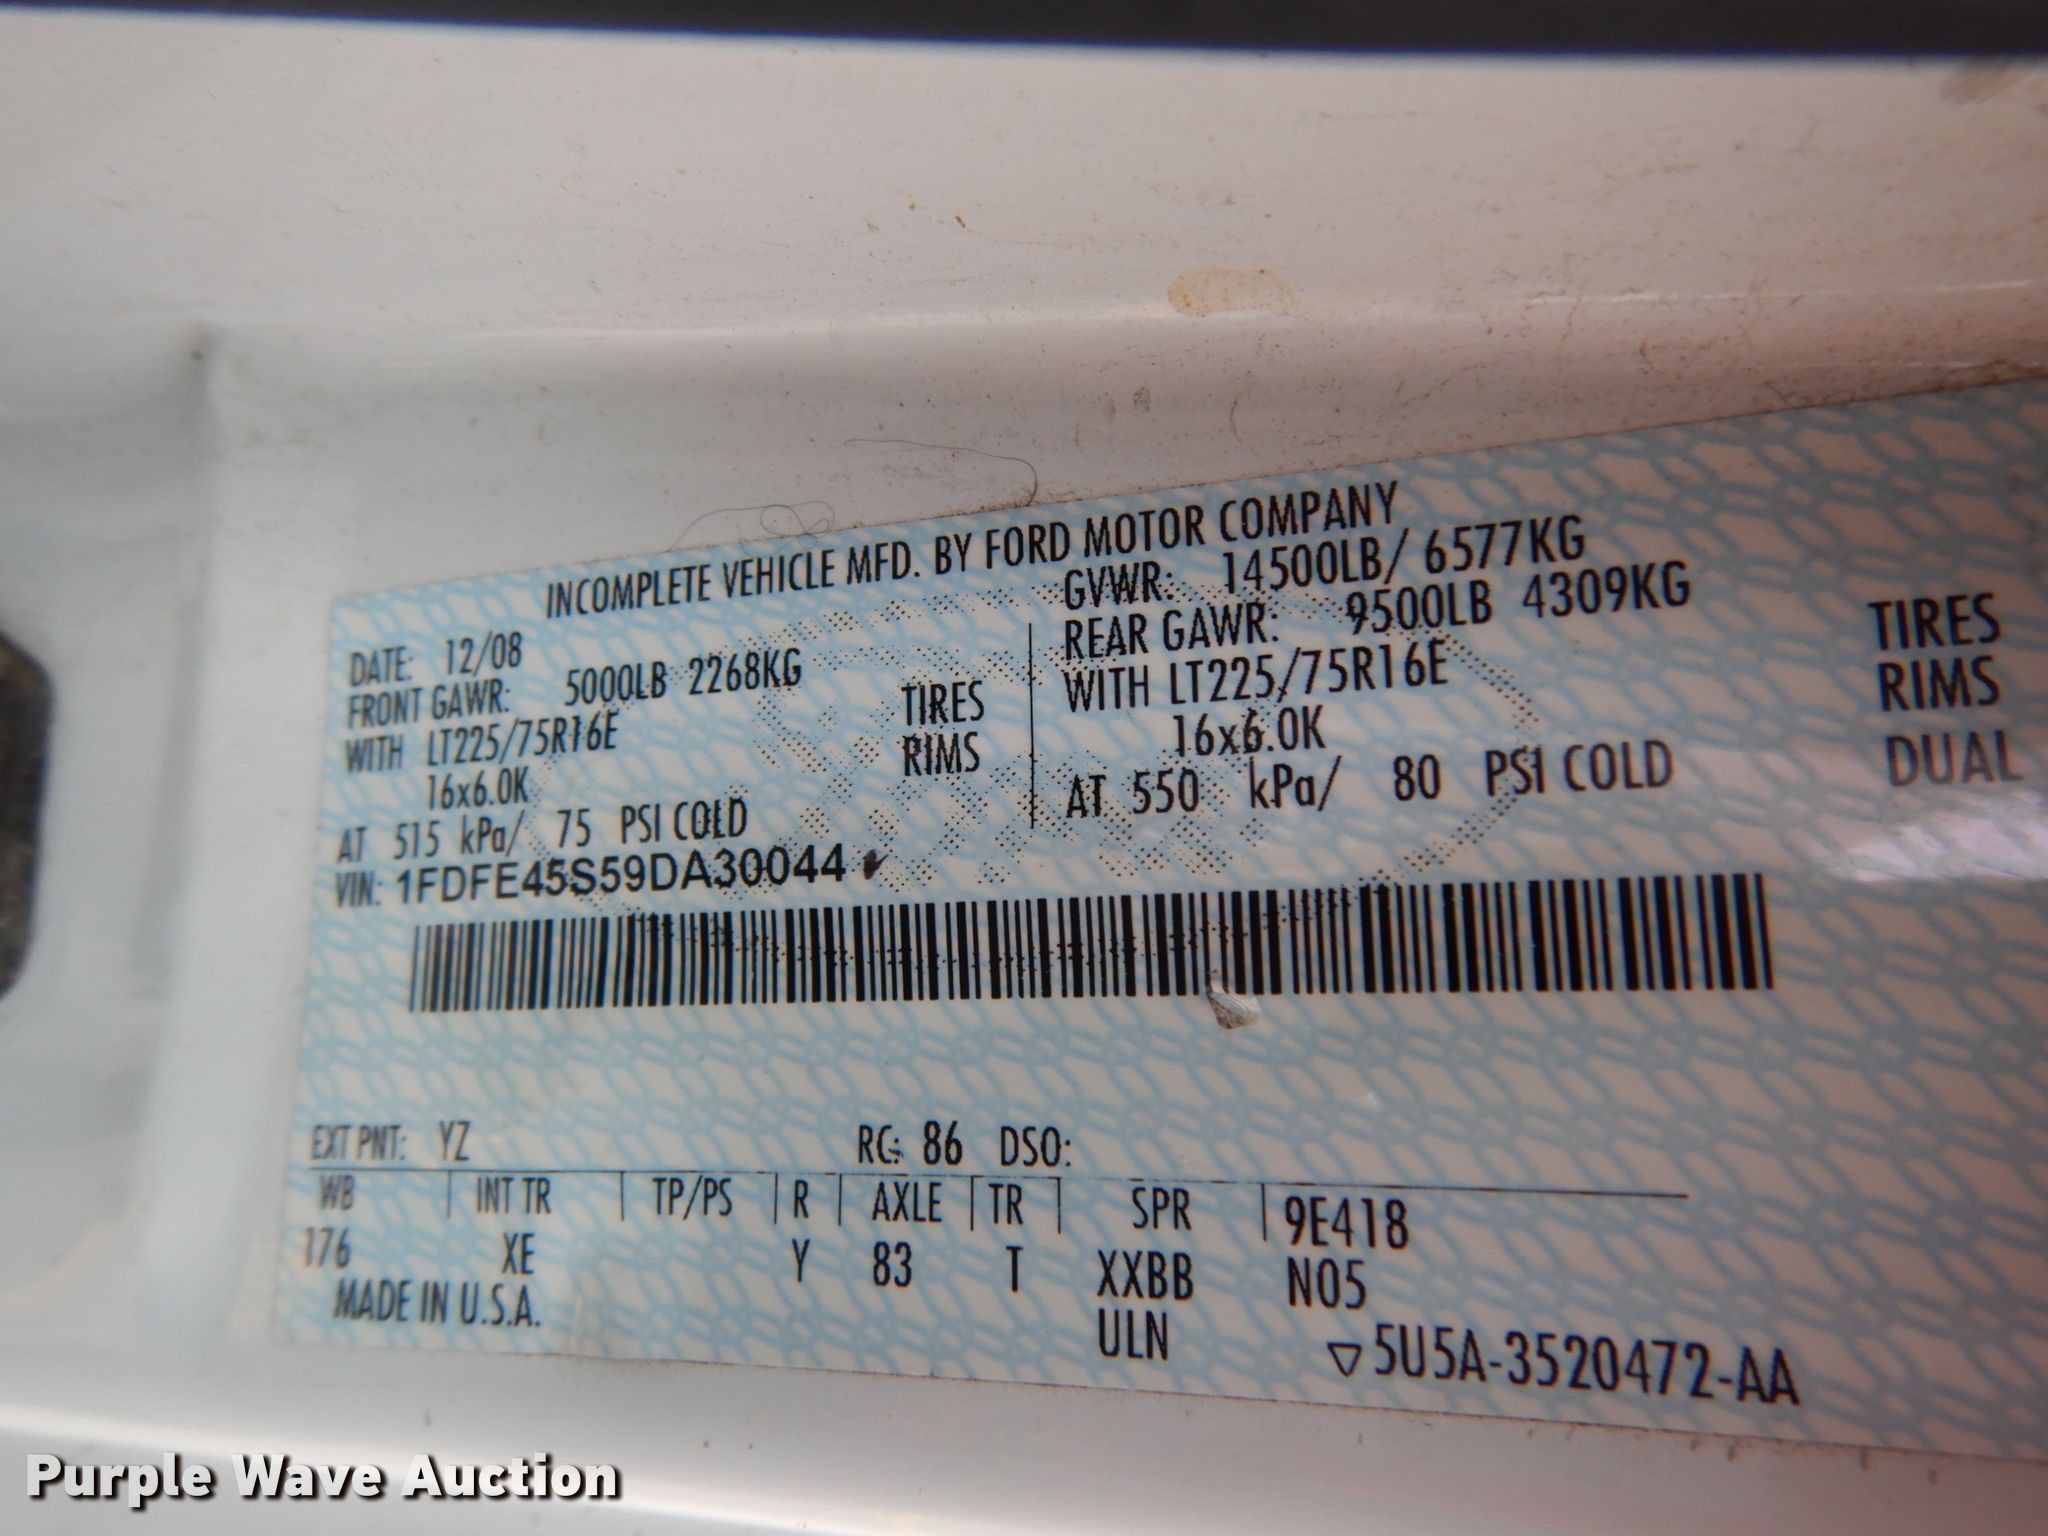 INCOMPLETE VEHICLE MFD. BY FORD MOTOR COMPANY
DATE: 12/08
GVWR: 14500LB/ 6577KG
FRONT GAWR: 5000LB 2268KG
REAR GAWR: 9500LB 4309KG
WITH LT225/75R16E TIRES
WITH LT225/75R16E TIRES
16x6.0K RIMS
16x6.0K RIMS
AT 515 kPa/ 75 PSI COLD
AT 550 kPa/ 80 PSI COLD DUAL
VIN: 1FDFE45S59DA30044
EXT PNT: YZ RC: 86 DSO:
WB INT TR TP/PS R AXLE TR SPR 9E418
176 XE Y 83 T XXBB N05
MADE IN U.S.A. ULN
▽5U5A-3520472-AA
Purple Wave Auction